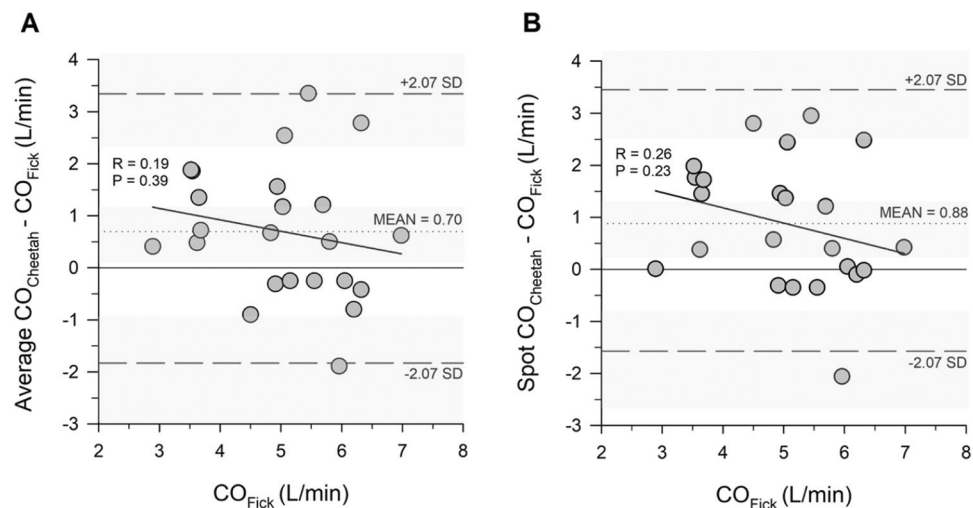 A
Average CO_Cheetah - CO_Fick (L/min)
4
3
2
1
0
-1
-2
-3
+2.07 SD
R = 0.19
P = 0.39
MEAN = 0.70
-2.07 SD
2 3 4 5 6 7 8
CO_Fick (L/min)
B
Spot CO_Cheetah - CO_Fick (L/min)
4
3
2
1
0
-1
-2
-3
+2.07 SD
R = 0.26
P = 0.23
MEAN = 0.88
-2.07 SD
2 3 4 5 6 7 8
CO_Fick (L/min)